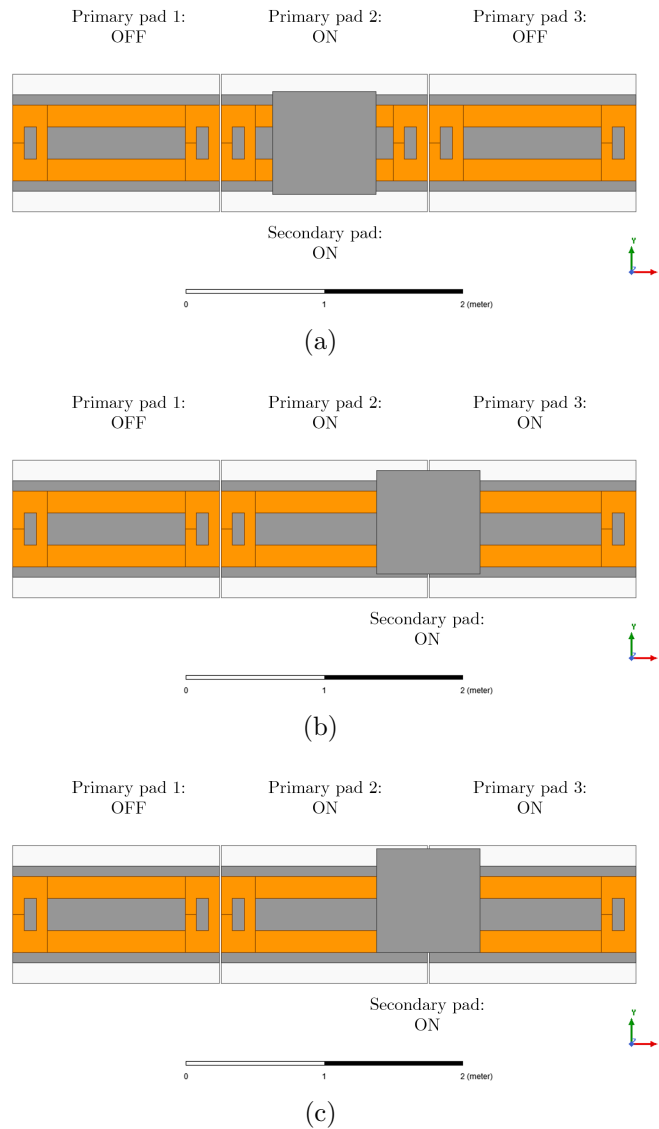 Primary pad 1: Primary pad 2: Primary pad 3:
OFF ON OFF
Secondary pad:
ON
Y
Z
0 1 2 (meter)
(a)
Primary pad 1: Primary pad 2: Primary pad 3:
OFF ON ON
Secondary pad:
ON
Y
Z
0 1 2 (meter)
(b)
Primary pad 1: Primary pad 2: Primary pad 3:
OFF ON ON
Secondary pad:
ON
Y
Z
0 1 2 (meter)
(c)